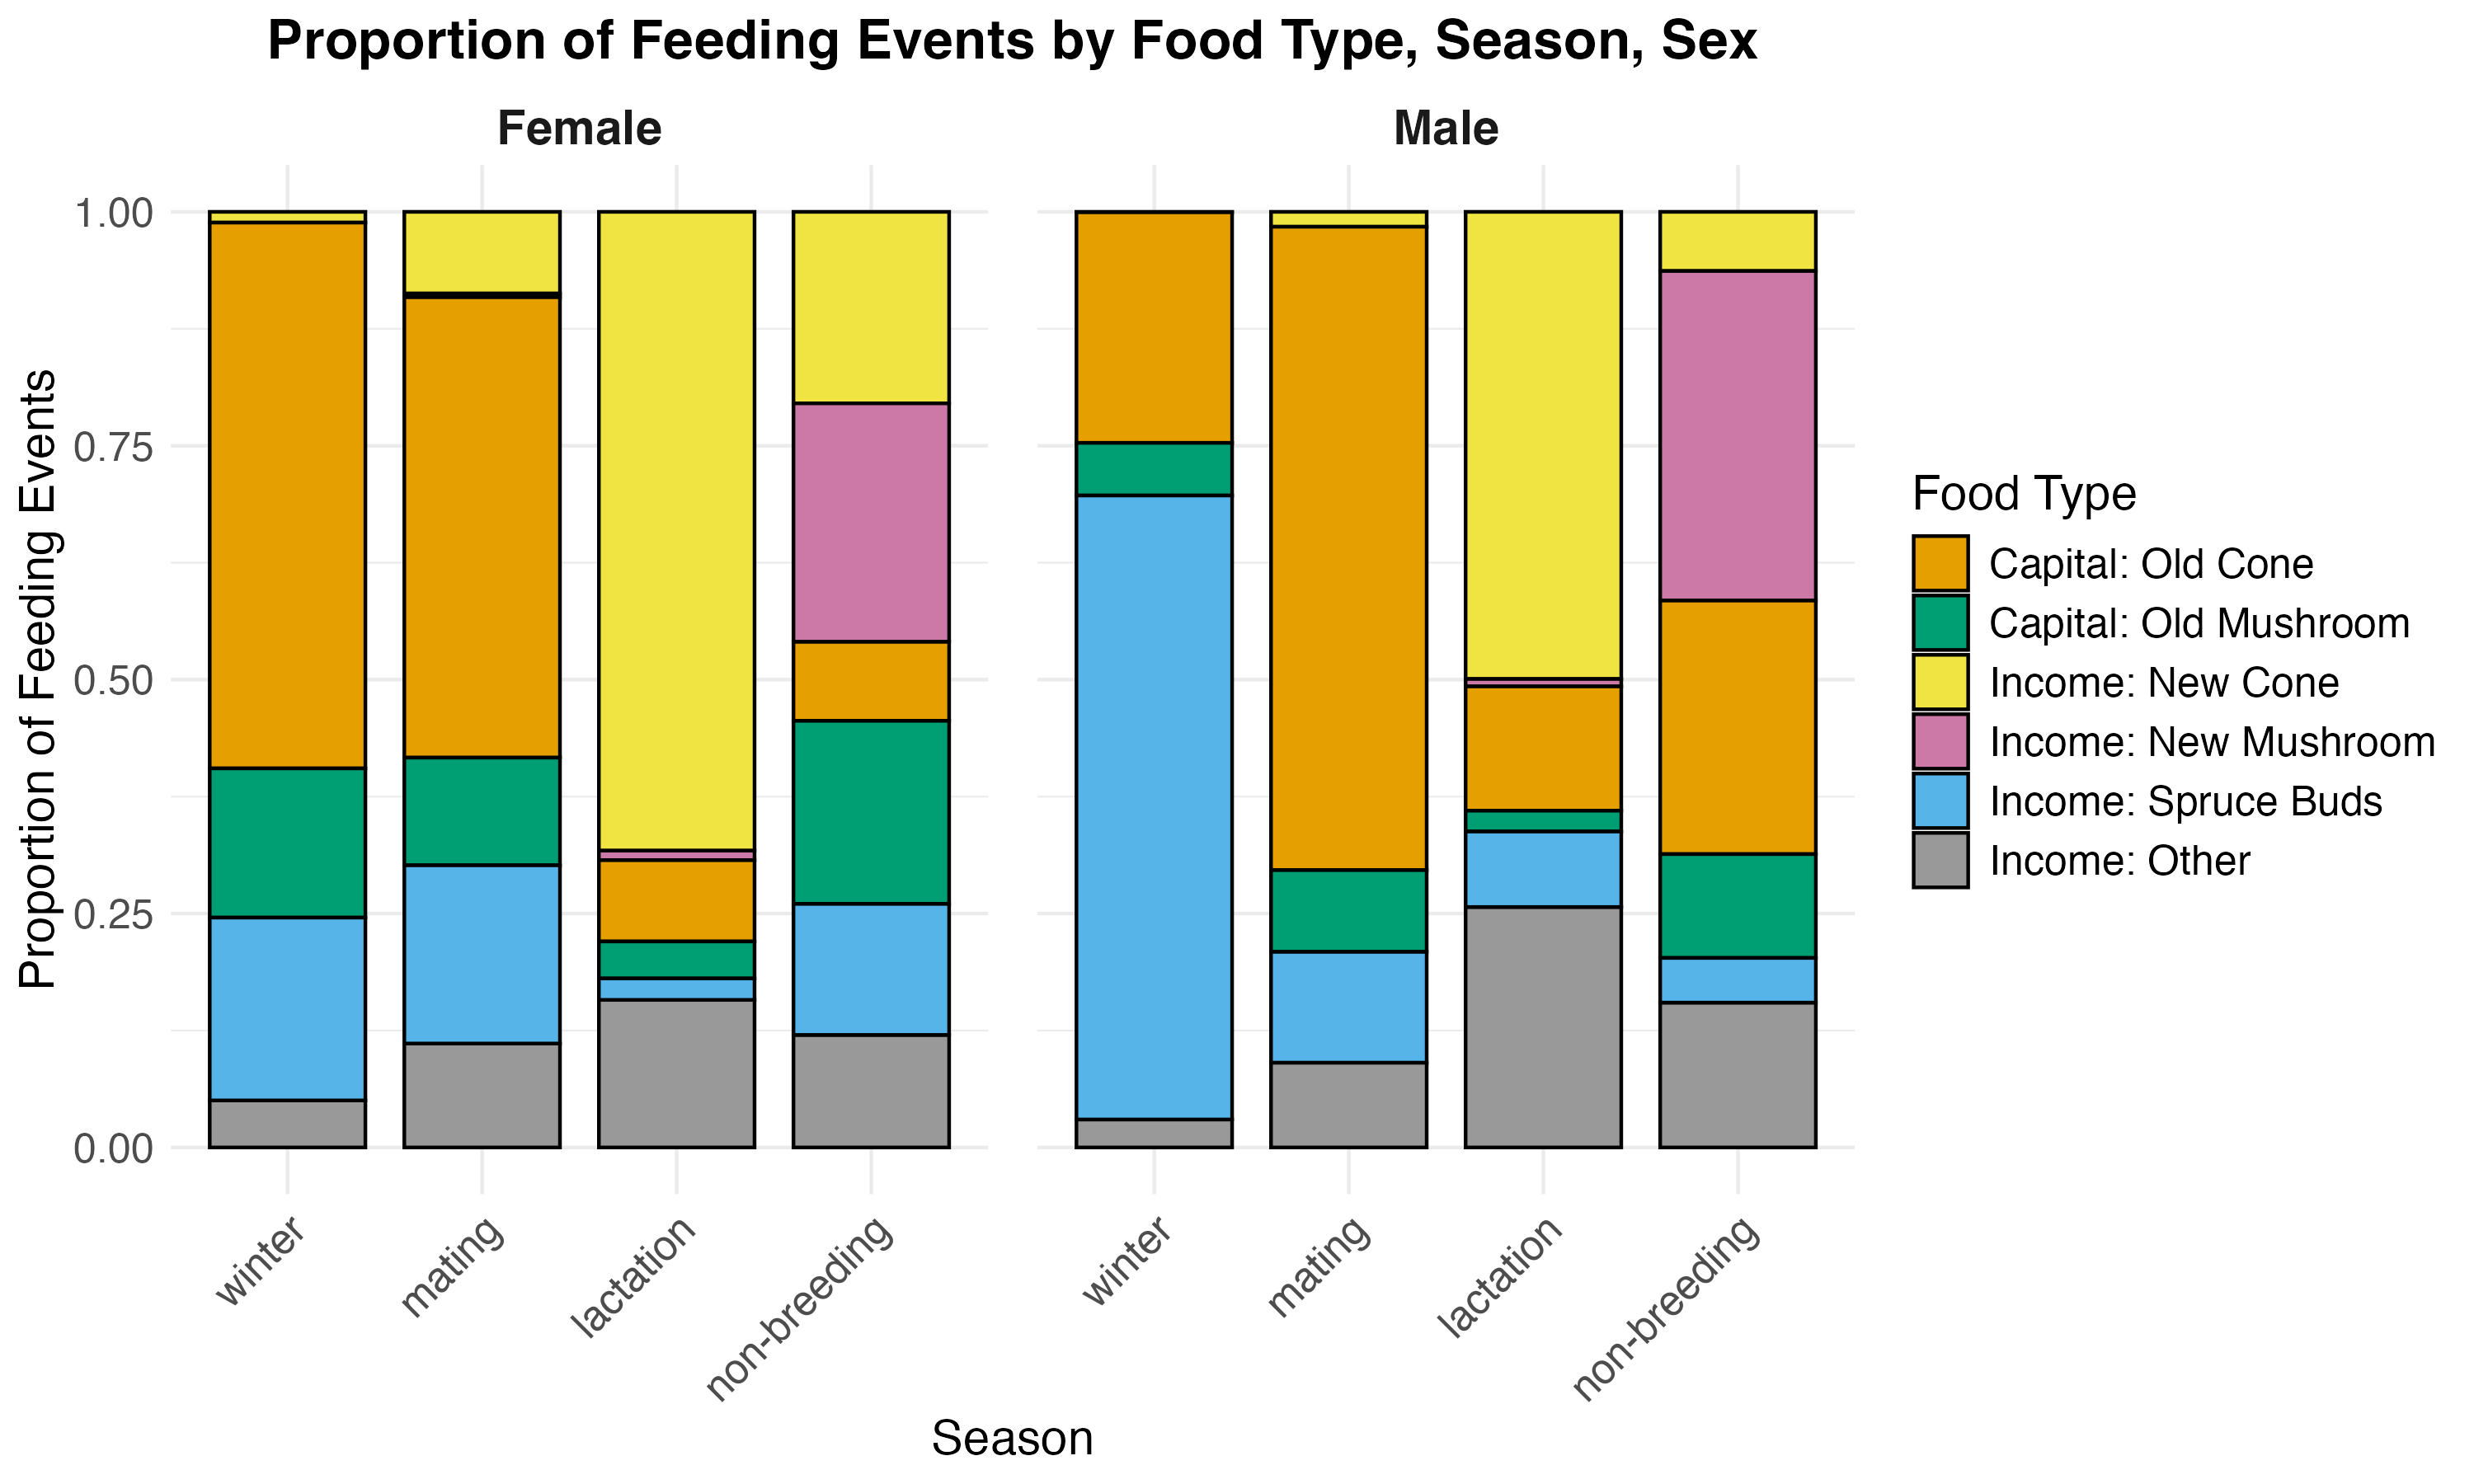 Proportion of Feeding Events by Food Type, Season, Sex
Female
Male
Proportion of Feeding Events
1.00
0.75
0.50
0.25
0.00
winter
mating
lactation
non-breeding
winter
mating
lactation
non-breeding
Season
Food Type
Capital: Old Cone
Capital: Old Mushroom
Income: New Cone
Income: New Mushroom
Income: Spruce Buds
Income: Other